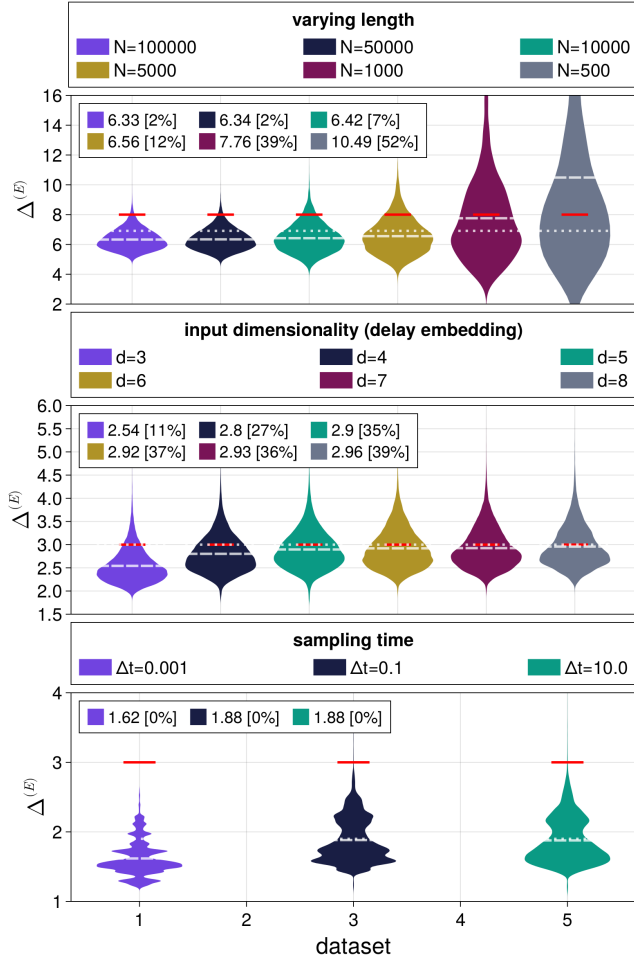 varying length
N=100000 N=50000 N=10000
N=5000 N=1000 N=500
16
14
12
10
8
6
4
2
Δ(E)
6.33 [2%] 6.34 [2%] 6.42 [7%]
6.56 [12%] 7.76 [39%] 10.49 [52%]
input dimensionality (delay embedding)
d=3 d=4 d=5
d=6 d=7 d=8
6.0
5.5
5.0
4.5
4.0
3.5
3.0
2.5
2.0
1.5
Δ(E)
2.54 [11%] 2.8 [27%] 2.9 [35%]
2.92 [37%] 2.93 [36%] 2.96 [39%]
sampling time
Δt=0.001 Δt=0.1 Δt=10.0
4
3
2
1
Δ(E)
1.62 [0%] 1.88 [0%] 1.88 [0%]
1 2 3 4 5
dataset